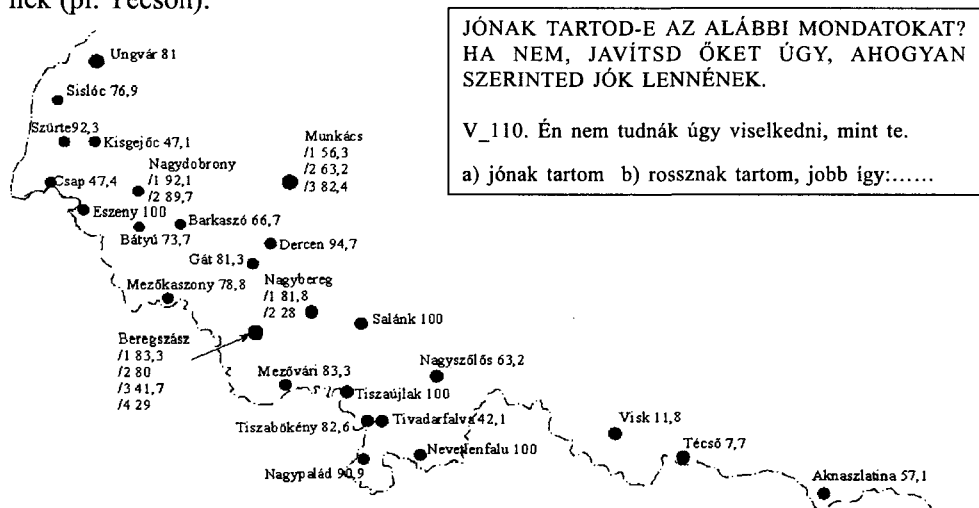 nek (pl. Técsőn).
JÓNAK TARTOD-E AZ ALÁBBI MONDATOKAT?
HA NEM, JAVÍTSD ŐKET ÚGY, AHOGYAN
SZERINTED JÓK LENNÉNEK.
V_110. Én nem tudnák úgy viselkedni, mint te.
a) jónak tartom b) rossznak tartom, jobb így:......
Ungvár 81
Sislóc 76,9
Szürte92,3
Kisgejőc 47,1
Munkács
/1 56,3
/2 63,2
/3 82,4
Nagydobrony
/1 92,1
/2 89,7
Csap 47,4
Eszeny 100
Barkaszó 66,7
Bátyú 73,7
Dercen 94,7
Gát 81,3
Mezőkaszony 78,8
Nagybereg
/1 81,8
/2 28
Salánk 100
Beregszász
/1 83,3
/2 80
/3 41,7
/4 29
Mezővári 83,3
Nagyszőlős 63,2
Tiszaújlak 100
Tiszabökény 82,6
Tivadarfalva 42,1
Visk 11,8
Nevetlenfalu 100
Técső 7,7
Nagypalád 90,9
Aknaszlatina 57,1